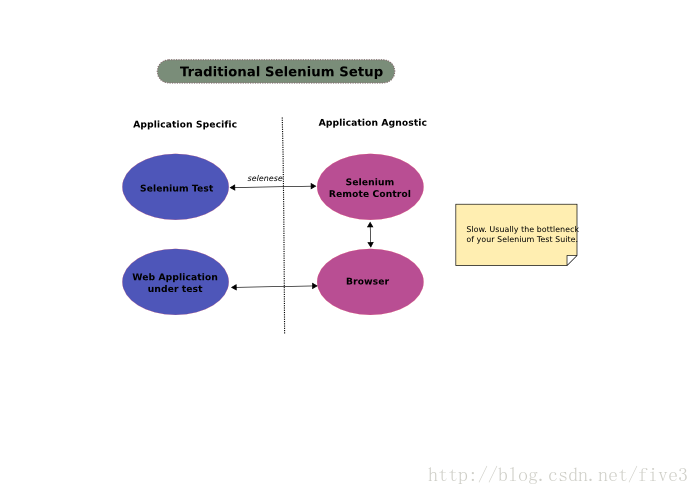 Traditional Selenium Setup
Application Specific
Application Agnostic
selenese
Selenium Test
Selenium
Remote Control
Slow. Usually the bottleneck
of your Selenium Test Suite.
Web Application
under test
Browser
http://blog.csdn.net/five3